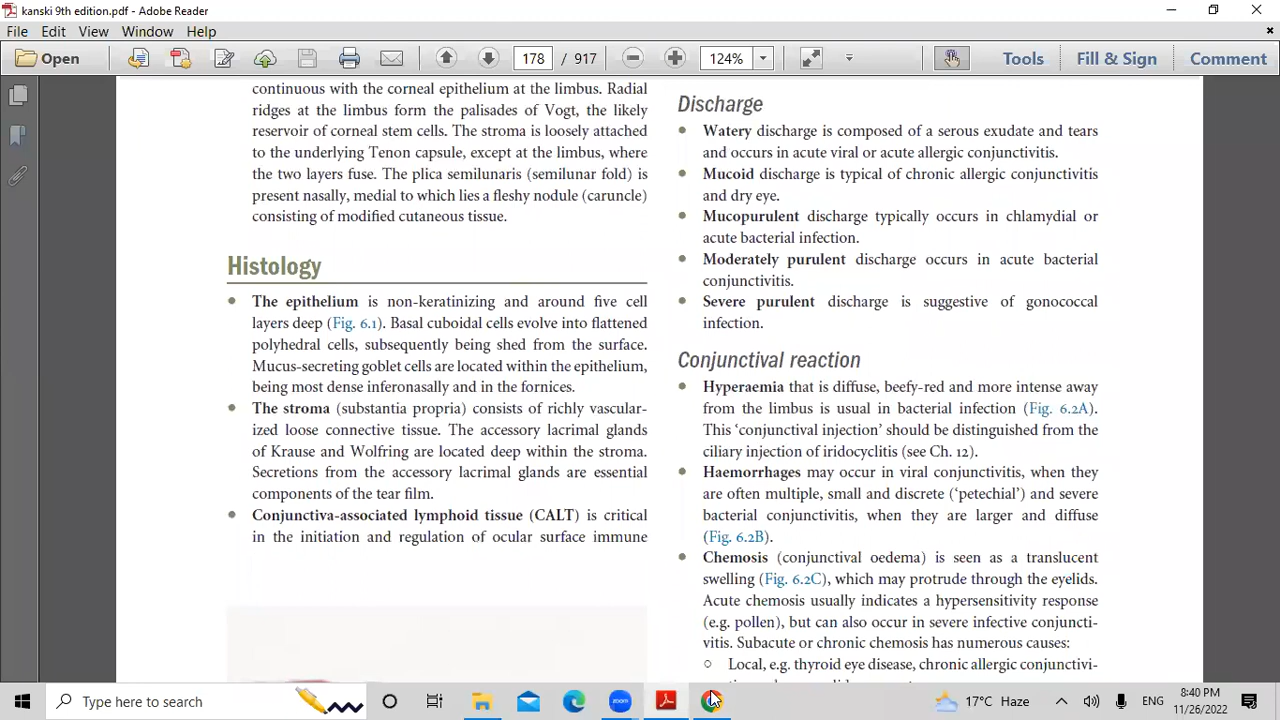 kanski 9th edition.pdf - Adobe Reader
File Edit View Window Help
Open 178 / 917 124% Tools Fill & Sign Comment
continuous with the corneal epithelium at the limbus. Radial
ridges at the limbus form the palisades of Vogt, the likely
reservoir of corneal stem cells. The stroma is loosely attached
to the underlying Tenon capsule, except at the limbus, where
the two layers fuse. The plica semilunaris (semilunar fold) is
present nasally, medial to which lies a fleshy nodule (caruncle)
consisting of modified cutaneous tissue.
Histology
• The epithelium is non-keratinizing and around five cell
layers deep (Fig. 6.1). Basal cuboidal cells evolve into flattened
polyhedral cells, subsequently being shed from the surface.
Mucus-secreting goblet cells are located within the epithelium,
being most dense inferonasally and in the fornices.
• The stroma (substantia propria) consists of richly vascular-
ized loose connective tissue. The accessory lacrimal glands
of Krause and Wolfring are located deep within the stroma.
Secretions from the accessory lacrimal glands are essential
components of the tear film.
• Conjunctiva-associated lymphoid tissue (CALT) is critical
in the initiation and regulation of ocular surface immune
Discharge
• Watery discharge is composed of a serous exudate and tears
and occurs in acute viral or acute allergic conjunctivitis.
• Mucoid discharge is typical of chronic allergic conjunctivitis
and dry eye.
• Mucopurulent discharge typically occurs in chlamydial or
acute bacterial infection.
• Moderately purulent discharge occurs in acute bacterial
conjunctivitis.
• Severe purulent discharge is suggestive of gonococcal
infection.
Conjunctival reaction
• Hyperaemia that is diffuse, beefy-red and more intense away
from the limbus is usual in bacterial infection (Fig. 6.2A).
This ‘conjunctival injection’ should be distinguished from the
ciliary injection of iridocyclitis (see Ch. 12).
• Haemorrhages may occur in viral conjunctivitis, when they
are often multiple, small and discrete (‘petechial’) and severe
bacterial conjunctivitis, when they are larger and diffuse
(Fig. 6.2B).
• Chemosis (conjunctival oedema) is seen as a translucent
swelling (Fig. 6.2C), which may protrude through the eyelids.
Acute chemosis usually indicates a hypersensitivity response
(e.g. pollen), but can also occur in severe infective conjuncti-
vitis. Subacute or chronic chemosis has numerous causes:
○ Local, e.g. thyroid eye disease, chronic allergic conjunctivi-
Type here to search
zoom
17°C Haze
ENG
8:40 PM
11/26/2022